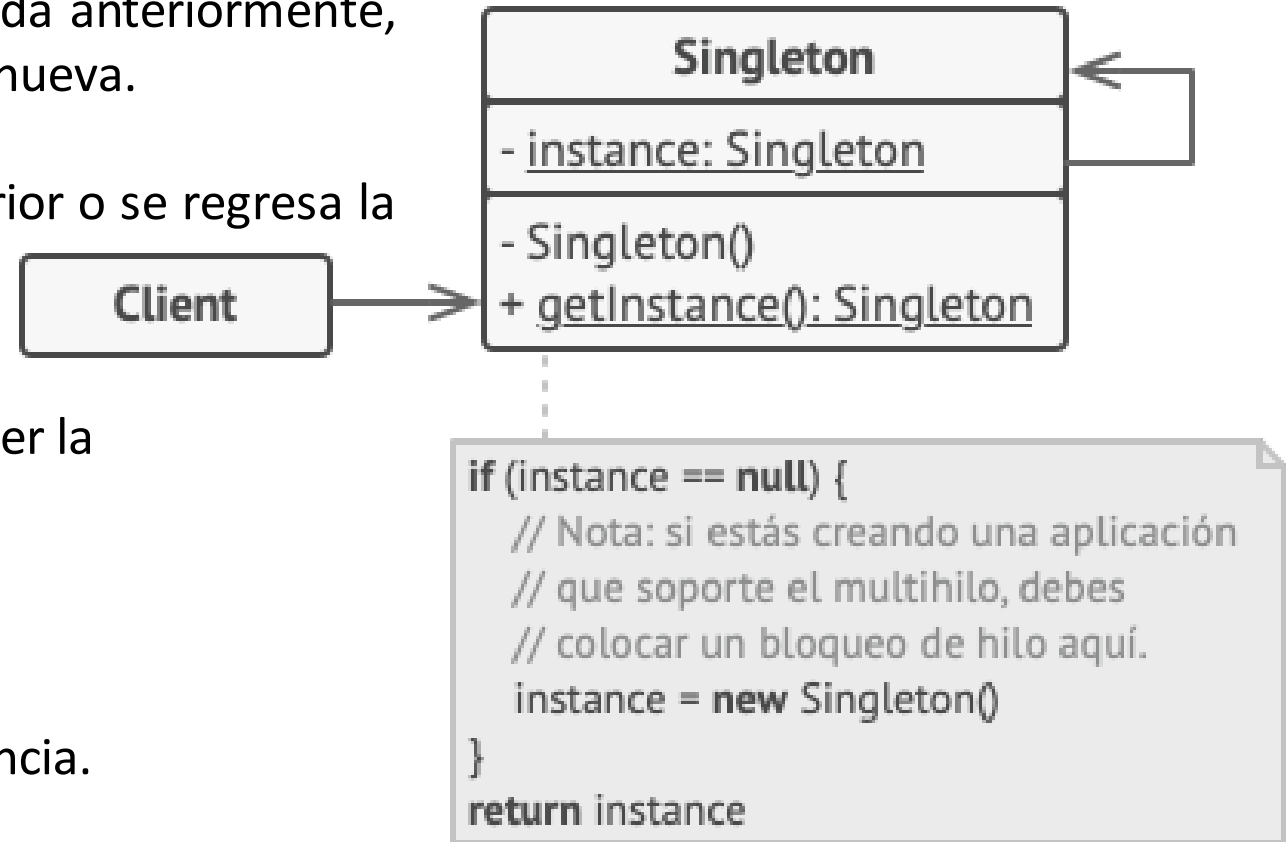 da anteriormente,
nueva.
rior o se regresa la
er la
ncia.
Singleton
- instance: Singleton
- Singleton()
+ getInstance(): Singleton
Client
if (instance == null) {
// Nota: si estás creando una aplicación
// que soporte el multihilo, debes
// colocar un bloqueo de hilo aquí.
instance = new Singleton()
}
return instance